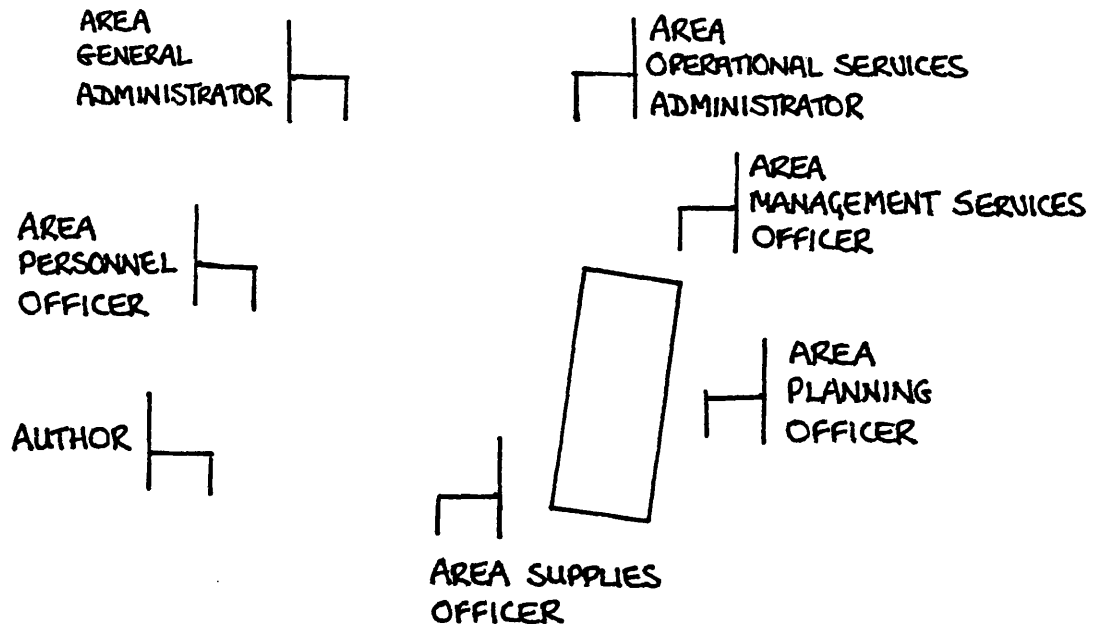 AREA
GENERAL
ADMINISTRATOR
AREA
OPERATIONAL SERVICES
ADMINISTRATOR
AREA
MANAGEMENT SERVICES
OFFICER
AREA
PERSONNEL
OFFICER
AREA
PLANNING
OFFICER
AUTHOR
AREA SUPPLIES
OFFICER